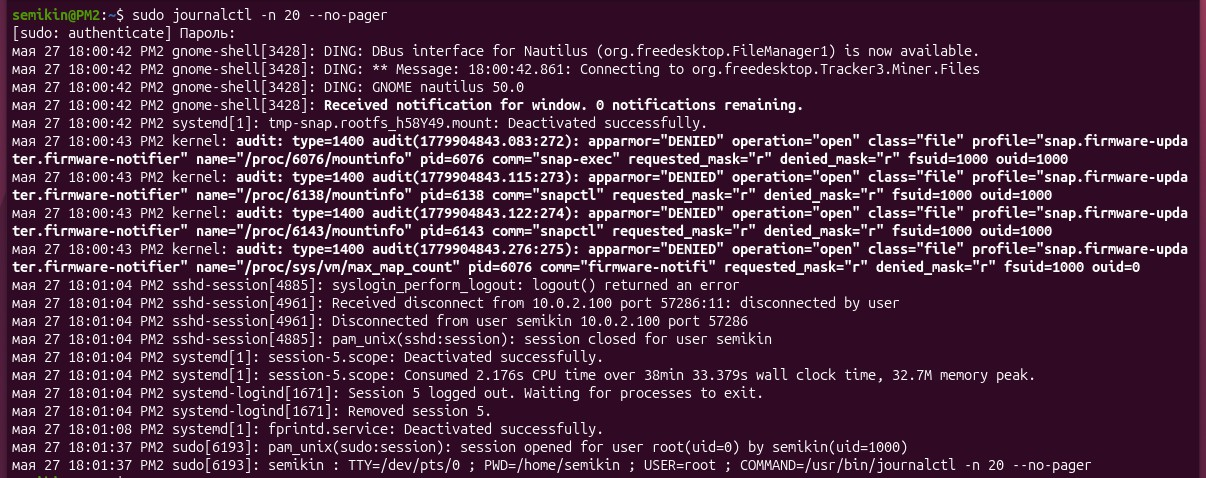 semikin@PM2:~$ sudo journalctl -n 20 --no-pager
[sudo: authenticate] Пароль:
мая 27 18:00:42 PM2 gnome-shell[3428]: DING: DBus interface for Nautilus (org.freedesktop.FileManager1) is now available.
мая 27 18:00:42 PM2 gnome-shell[3428]: DING: ** Message: 18:00:42.861: Connecting to org.freedesktop.Tracker3.Miner.Files
мая 27 18:00:42 PM2 gnome-shell[3428]: DING: GNOME nautilus 50.0
мая 27 18:00:42 PM2 gnome-shell[3428]: Received notification for window. 0 notifications remaining.
мая 27 18:00:42 PM2 systemd[1]: tmp-snap.rootfs_h58Y49.mount: Deactivated successfully.
мая 27 18:00:43 PM2 kernel: audit: type=1400 audit(1779904843.083:272): apparmor="DENIED" operation="open" class="file" profile="snap.firmware-upda
ter.firmware-notifier" name="/proc/6076/mountinfo" pid=6076 comm="snap-exec" requested_mask="r" denied_mask="r" fsuid=1000 ouid=1000
мая 27 18:00:43 PM2 kernel: audit: type=1400 audit(1779904843.115:273): apparmor="DENIED" operation="open" class="file" profile="snap.firmware-upda
ter.firmware-notifier" name="/proc/6138/mountinfo" pid=6138 comm="snapctl" requested_mask="r" denied_mask="r" fsuid=1000 ouid=1000
мая 27 18:00:43 PM2 kernel: audit: type=1400 audit(1779904843.122:274): apparmor="DENIED" operation="open" class="file" profile="snap.firmware-upda
ter.firmware-notifier" name="/proc/6143/mountinfo" pid=6143 comm="snapctl" requested_mask="r" denied_mask="r" fsuid=1000 ouid=1000
мая 27 18:00:43 PM2 kernel: audit: type=1400 audit(1779904843.276:275): apparmor="DENIED" operation="open" class="file" profile="snap.firmware-upda
ter.firmware-notifier" name="/proc/sys/vm/max_map_count" pid=6076 comm="firmware-notifi" requested_mask="r" denied_mask="r" fsuid=1000 ouid=0
мая 27 18:01:04 PM2 sshd-session[4885]: syslogin_perform_logout: logout() returned an error
мая 27 18:01:04 PM2 sshd-session[4961]: Received disconnect from 10.0.2.100 port 57286:11: disconnected by user
мая 27 18:01:04 PM2 sshd-session[4961]: Disconnected from user semikin 10.0.2.100 port 57286
мая 27 18:01:04 PM2 sshd-session[4885]: pam_unix(sshd:session): session closed for user semikin
мая 27 18:01:04 PM2 systemd[1]: session-5.scope: Deactivated successfully.
мая 27 18:01:04 PM2 systemd[1]: session-5.scope: Consumed 2.176s CPU time over 38min 33.379s wall clock time, 32.7M memory peak.
мая 27 18:01:04 PM2 systemd-logind[1671]: Session 5 logged out. Waiting for processes to exit.
мая 27 18:01:04 PM2 systemd-logind[1671]: Removed session 5.
мая 27 18:01:08 PM2 systemd[1]: fprintd.service: Deactivated successfully.
мая 27 18:01:37 PM2 sudo[6193]: pam_unix(sudo:session): session opened for user root(uid=0) by semikin(uid=1000)
мая 27 18:01:37 PM2 sudo[6193]: semikin : TTY=/dev/pts/0 ; PWD=/home/semikin ; USER=root ; COMMAND=/usr/bin/journalctl -n 20 --no-pager